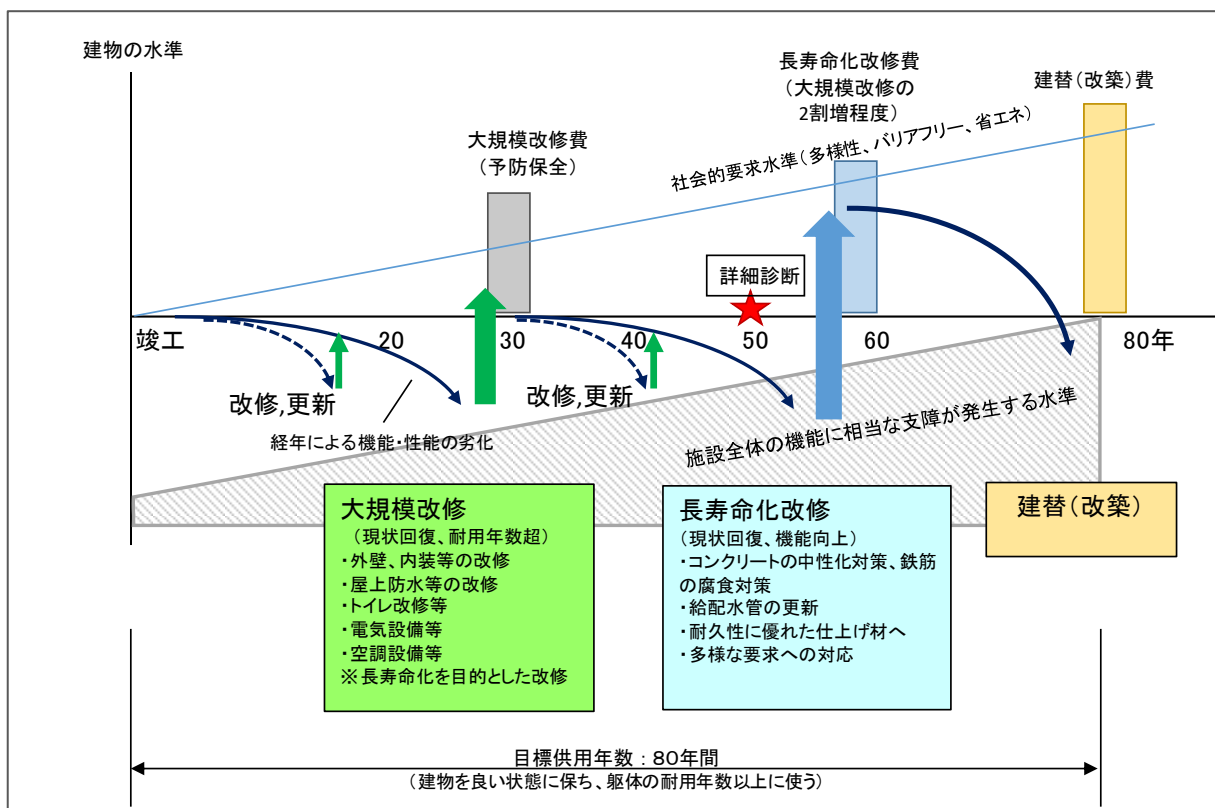 建物の水準
長寿命化改修費
（大規模改修の
2割増程度）
建替（改築）費
大規模改修費
（予防保全）
社会的要求水準（多様性、バリアフリー、省エネ）
詳細診断
竣工
20
30
40
50
60
80年
改修,更新
改修,更新
経年による機能・性能の劣化
施設全体の機能に相当な支障が発生する水準
大規模改修
（現状回復、耐用年数超）
・外壁、内装等の改修
・屋上防水等の改修
・トイレ改修等
・電気設備等
・空調設備等
※長寿命化を目的とした改修
長寿命化改修
（現状回復、機能向上）
・コンクリートの中性化対策、鉄筋
の腐食対策
・給配水管の更新
・耐久性に優れた仕上げ材へ
・多様な要求への対応
建替（改築）
目標供用年数：80年間
（建物を良い状態に保ち、躯体の耐用年数以上に使う）